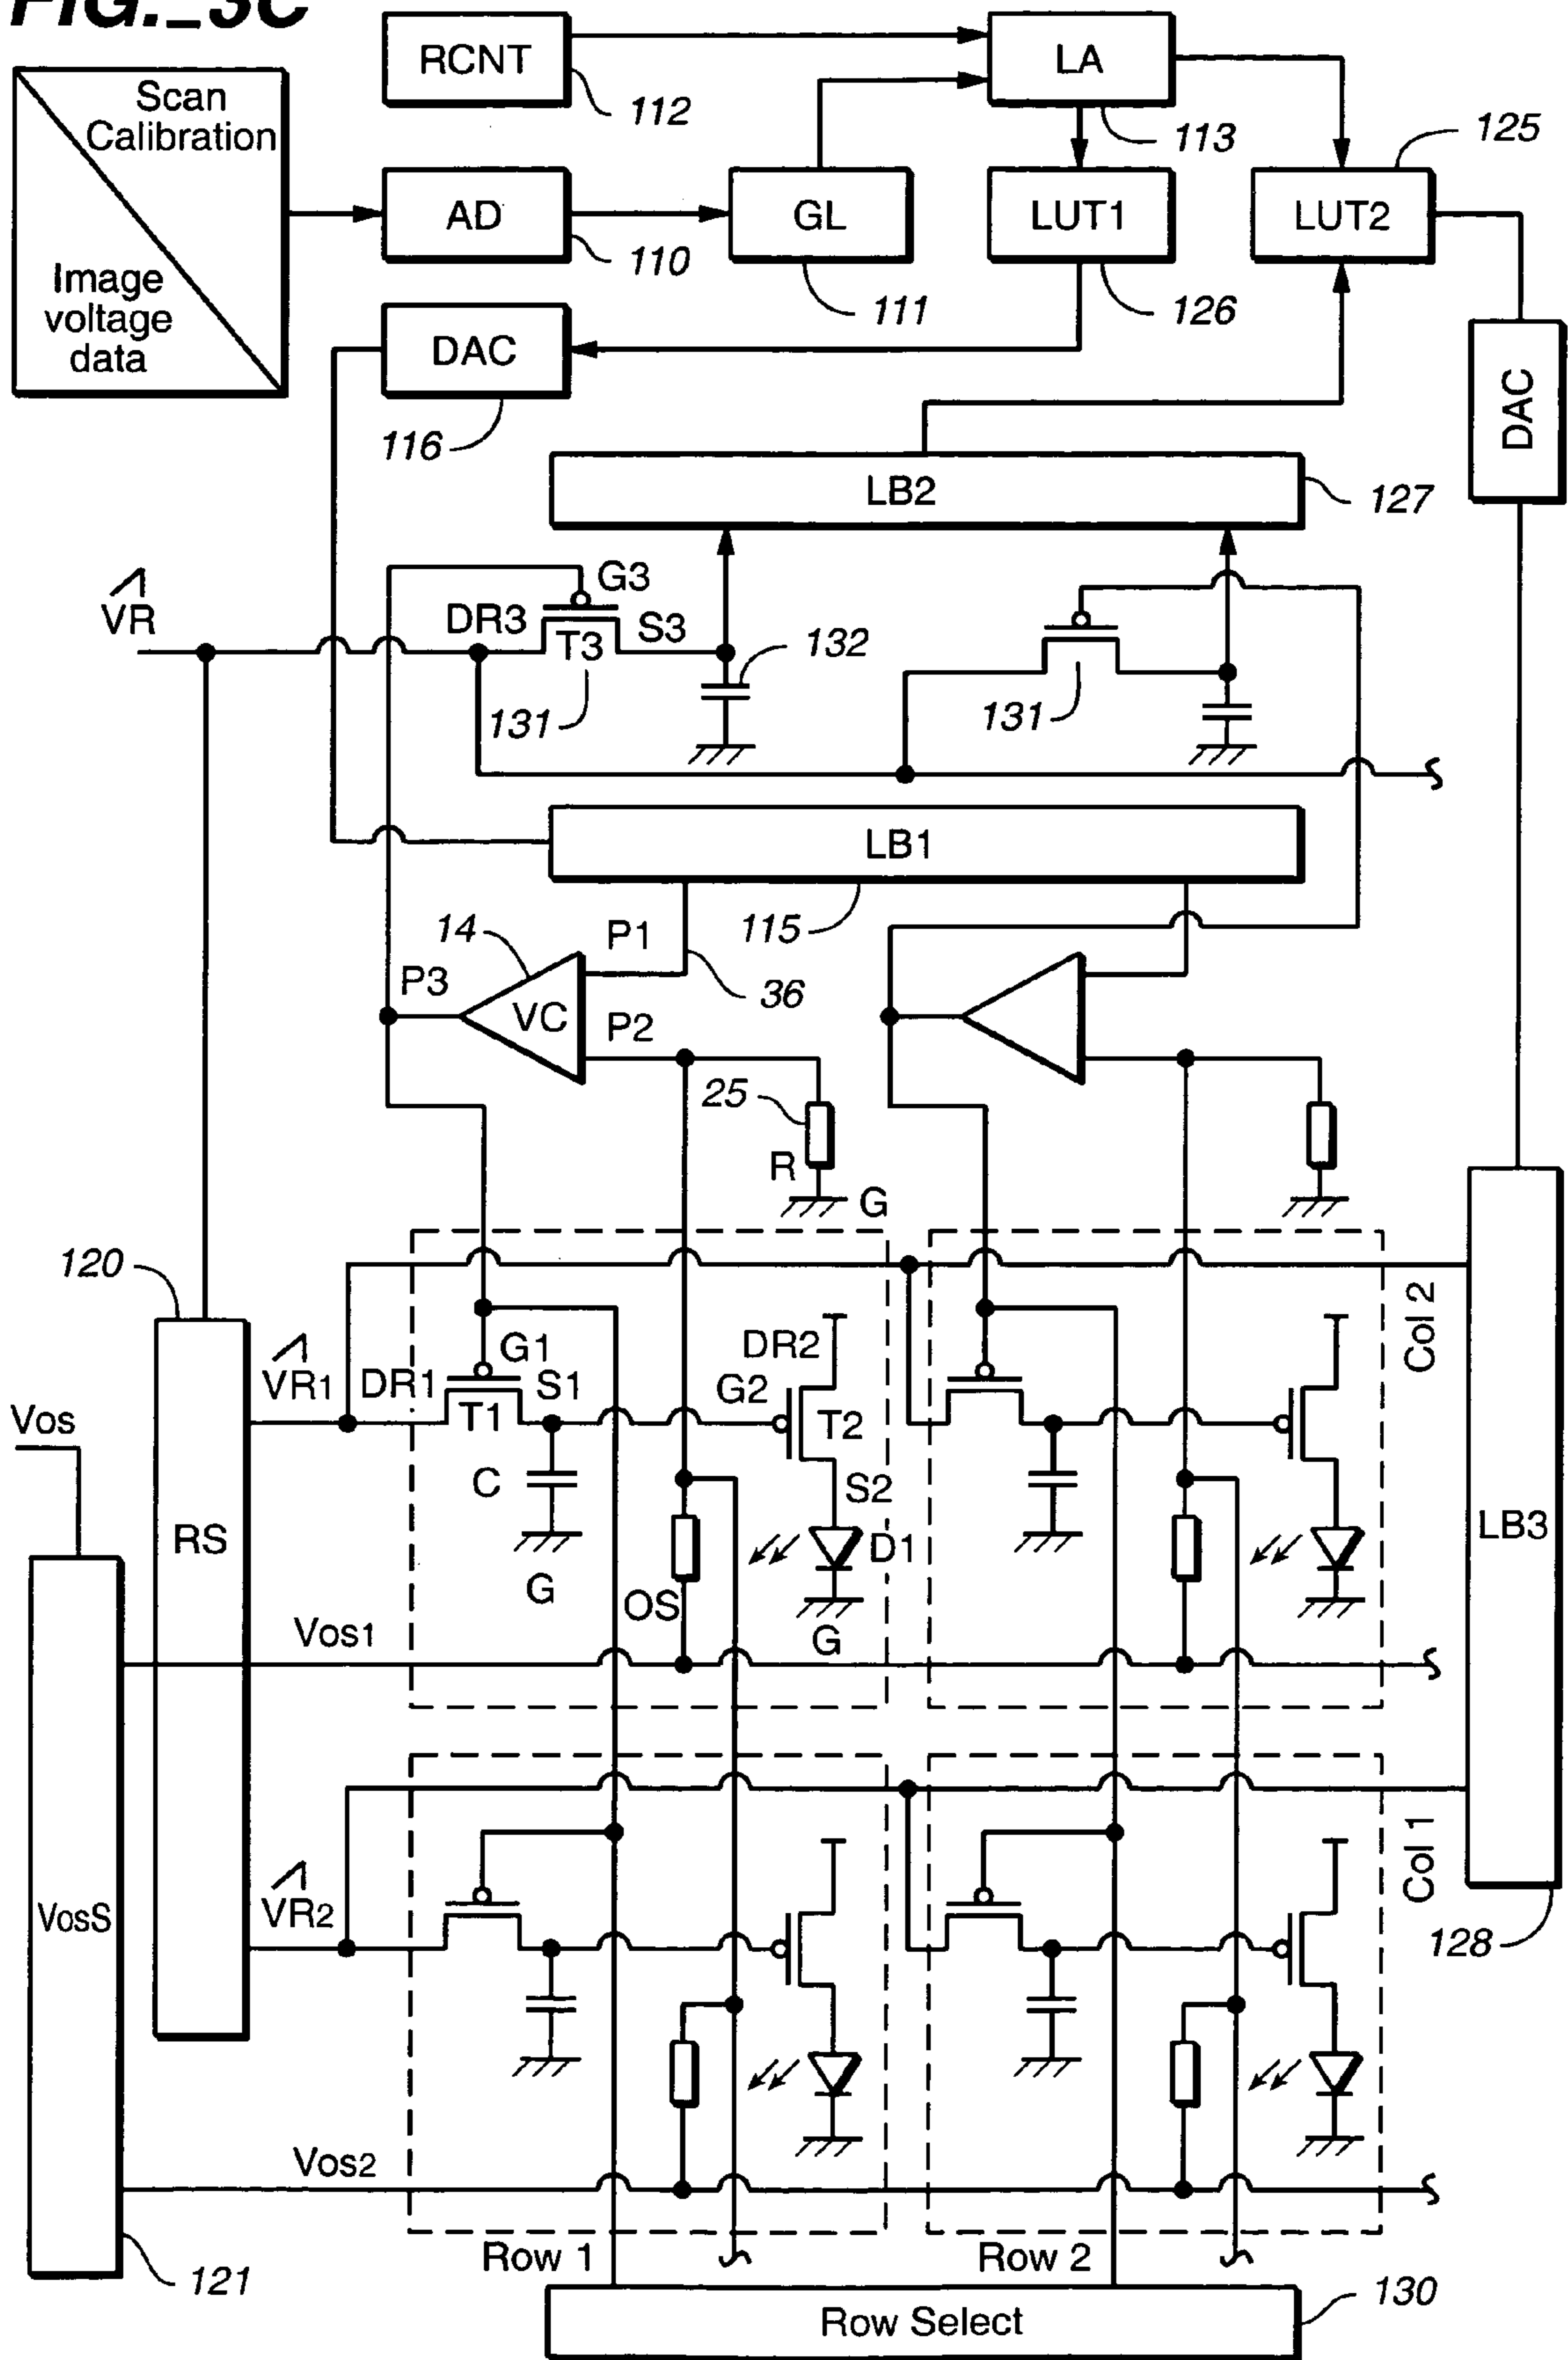 FIG._3C
RCNT
112
LA
113
Scan
Calibration
Image
voltage
data
AD
110
GL
111
LUT1
126
LUT2
125
DAC
116
DAC
LB2
127
VR
DR3
G3
T3
S3
131
132
131
LB1
115
14
P1
36
P3
VC
P2
25
R
G
120
VR1
DR1
G1
S1
T1
DR2
G2
T2
Col 2
Vos
C
S2
RS
D1
LB3
G
OS
G
Vos1
Col 1
VR2
VosS
128
Vos2
Row 1
Row 2
121
130
Row Select